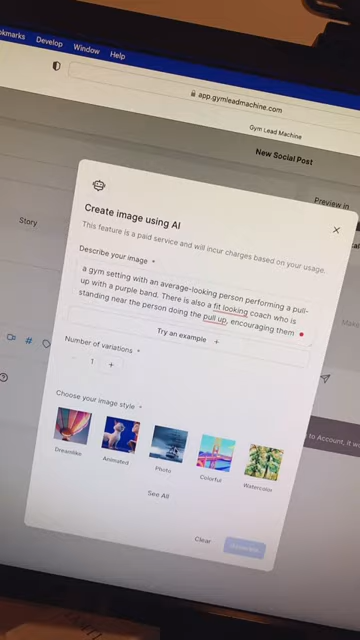 Develop
Window
Help
app.gymleadmachine.com
Gym Lead Machine
New Social Post
Preview in
Story
Create image using AI
This feature is a paid service and will incur charges based on your usage.
Describe your image *
a gym setting with an average-looking person performing a pull-
up with a purple band. There is also a fit looking coach who is
standing near the person doing the pull up, encouraging them
Try an example +
Number of variations *
- 1 +
Choose your image style *
Dreamlike
Animated
Photo
Colorful
Watercolor
See All
Clear
to Account, it